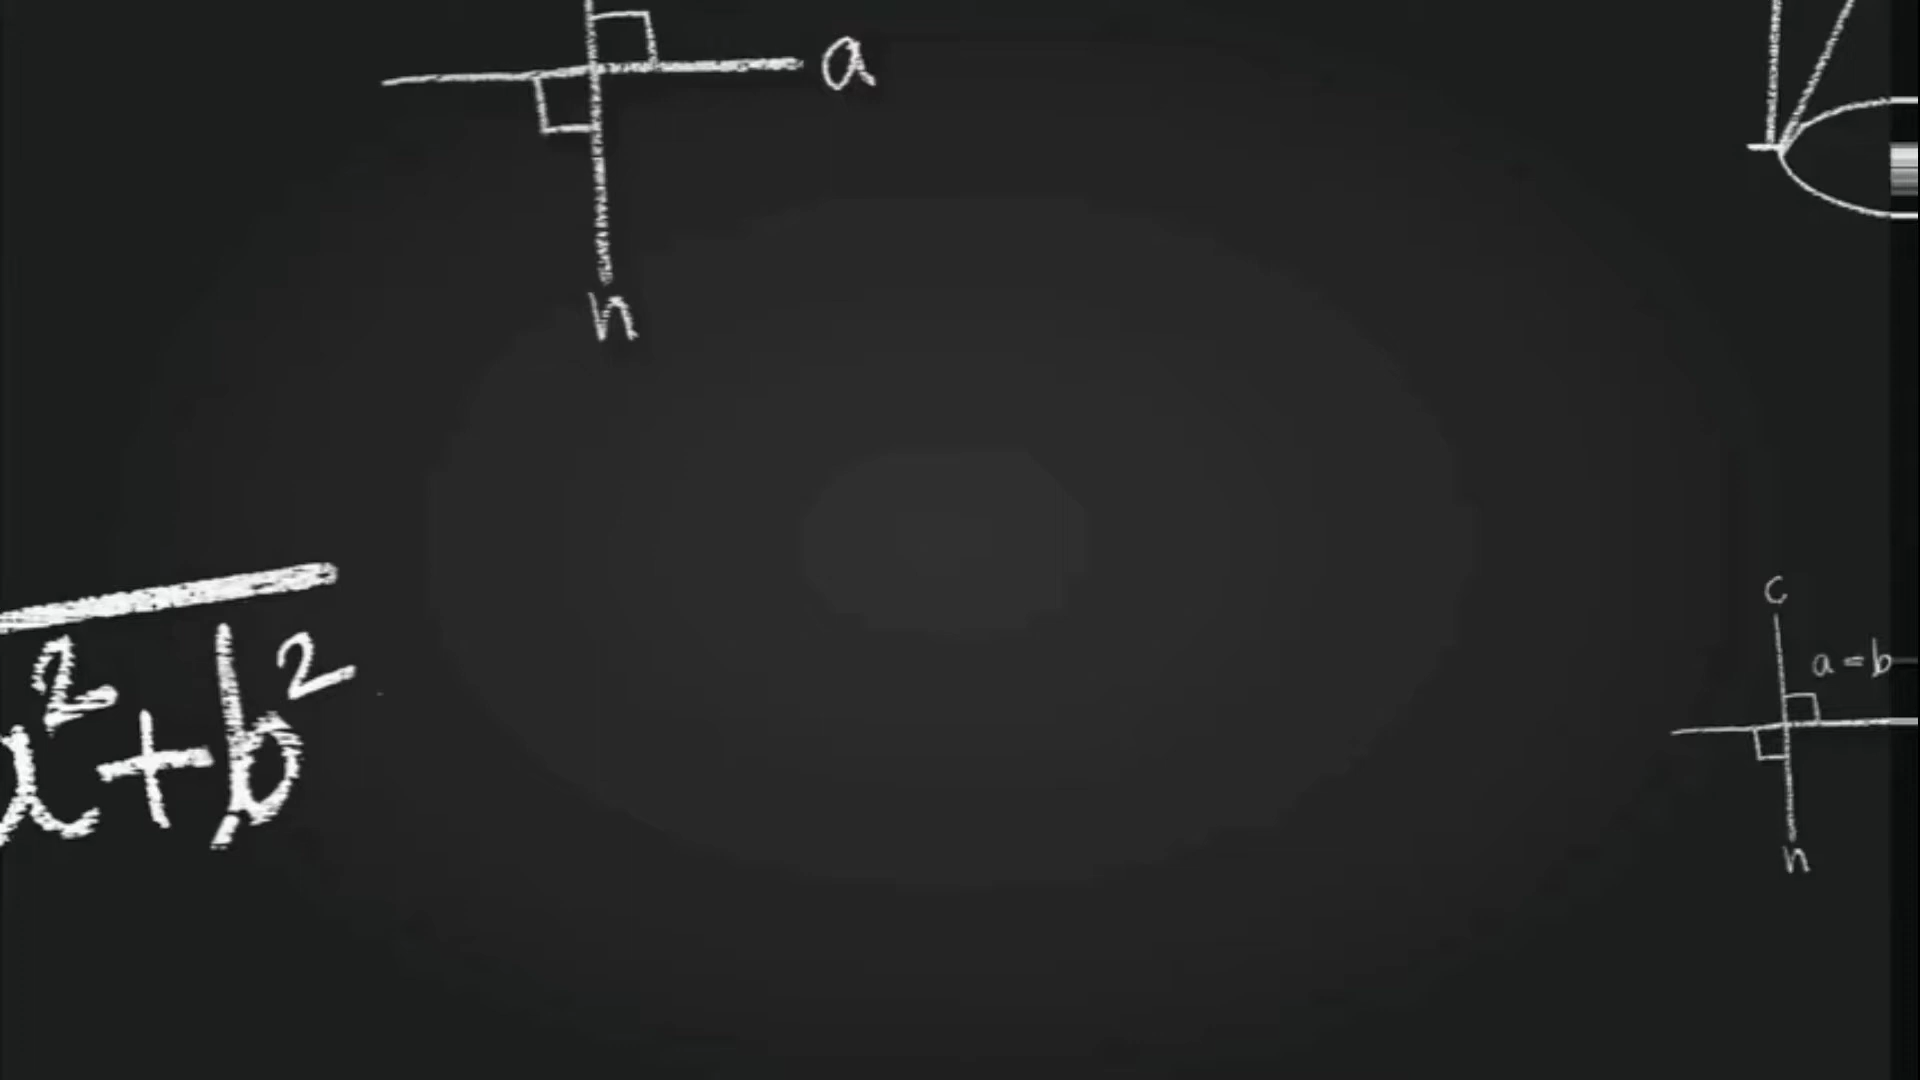 a
n
c
a = b
a² + b²
n